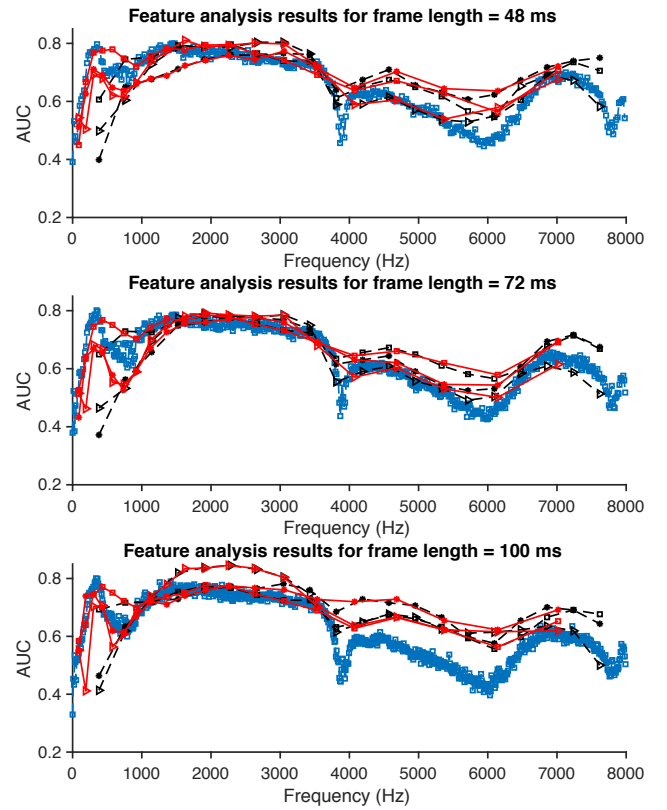 Feature analysis results for frame length = 48 ms
0.8
0.6
0.4
0.2
AUC
0 1000 2000 3000 4000 5000 6000 7000 8000
Frequency (Hz)
Feature analysis results for frame length = 72 ms
0.8
0.6
0.4
0.2
AUC
0 1000 2000 3000 4000 5000 6000 7000 8000
Frequency (Hz)
Feature analysis results for frame length = 100 ms
0.8
0.6
0.4
0.2
AUC
0 1000 2000 3000 4000 5000 6000 7000 8000
Frequency (Hz)